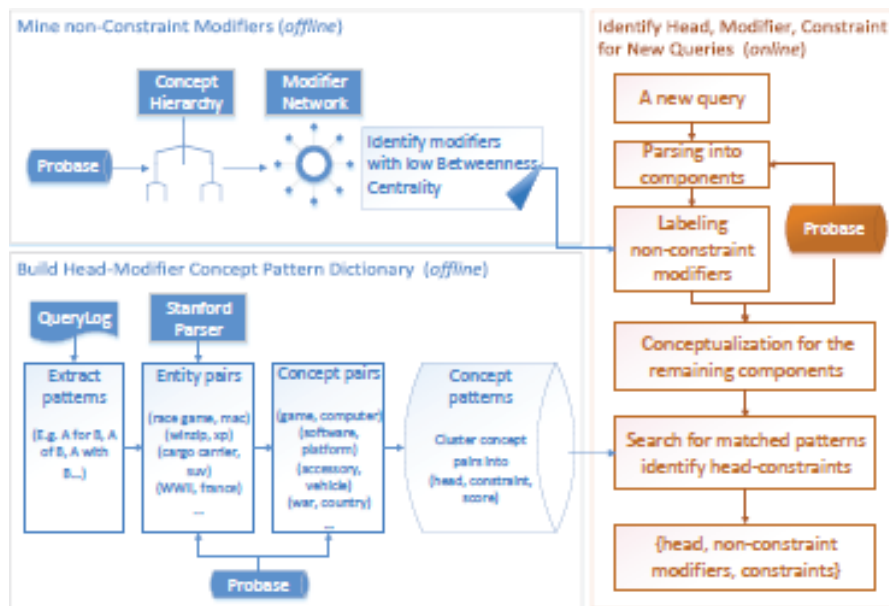 Mine non-Constraint Modifiers (offline)
Concept
Hierarchy
Modifier
Network
Probase
Identify modifiers
with low Betweenness
Centrality
Build Head-Modifier Concept Pattern Dictionary (offline)
QueryLog
Stanford
Parser
Extract
patterns
(E.g. A for B, A
of B, A with
B....)
Entity pairs
(race game, mac)
(winzip, xp)
(cargo carrier,
suv)
(WWII, france)
...
Concept pairs
(game, computer)
(software,
platform)
(accessory,
vehicle)
(war, country)
...
Concept
patterns
Cluster concept
pairs into
(head, constraint,
score)
Probase
Identify Head, Modifier, Constraint
for New Queries (online)
A new query
Parsing into
components
Labeling
non-constraint
modifiers
Probase
Conceptualization for the
remaining components
Search for matched patterns
identify head-constraints
{head, non-constraint
modifiers, constraints}